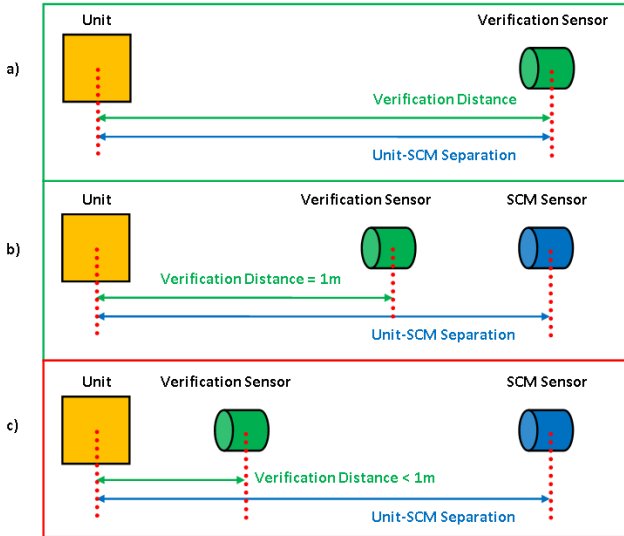 Unit
Verification Sensor
a)
Verification Distance
Unit-SCM Separation
Unit
Verification Sensor
SCM Sensor
b)
Verification Distance = 1m
Unit-SCM Separation
Unit
Verification Sensor
SCM Sensor
c)
Verification Distance < 1m
Unit-SCM Separation